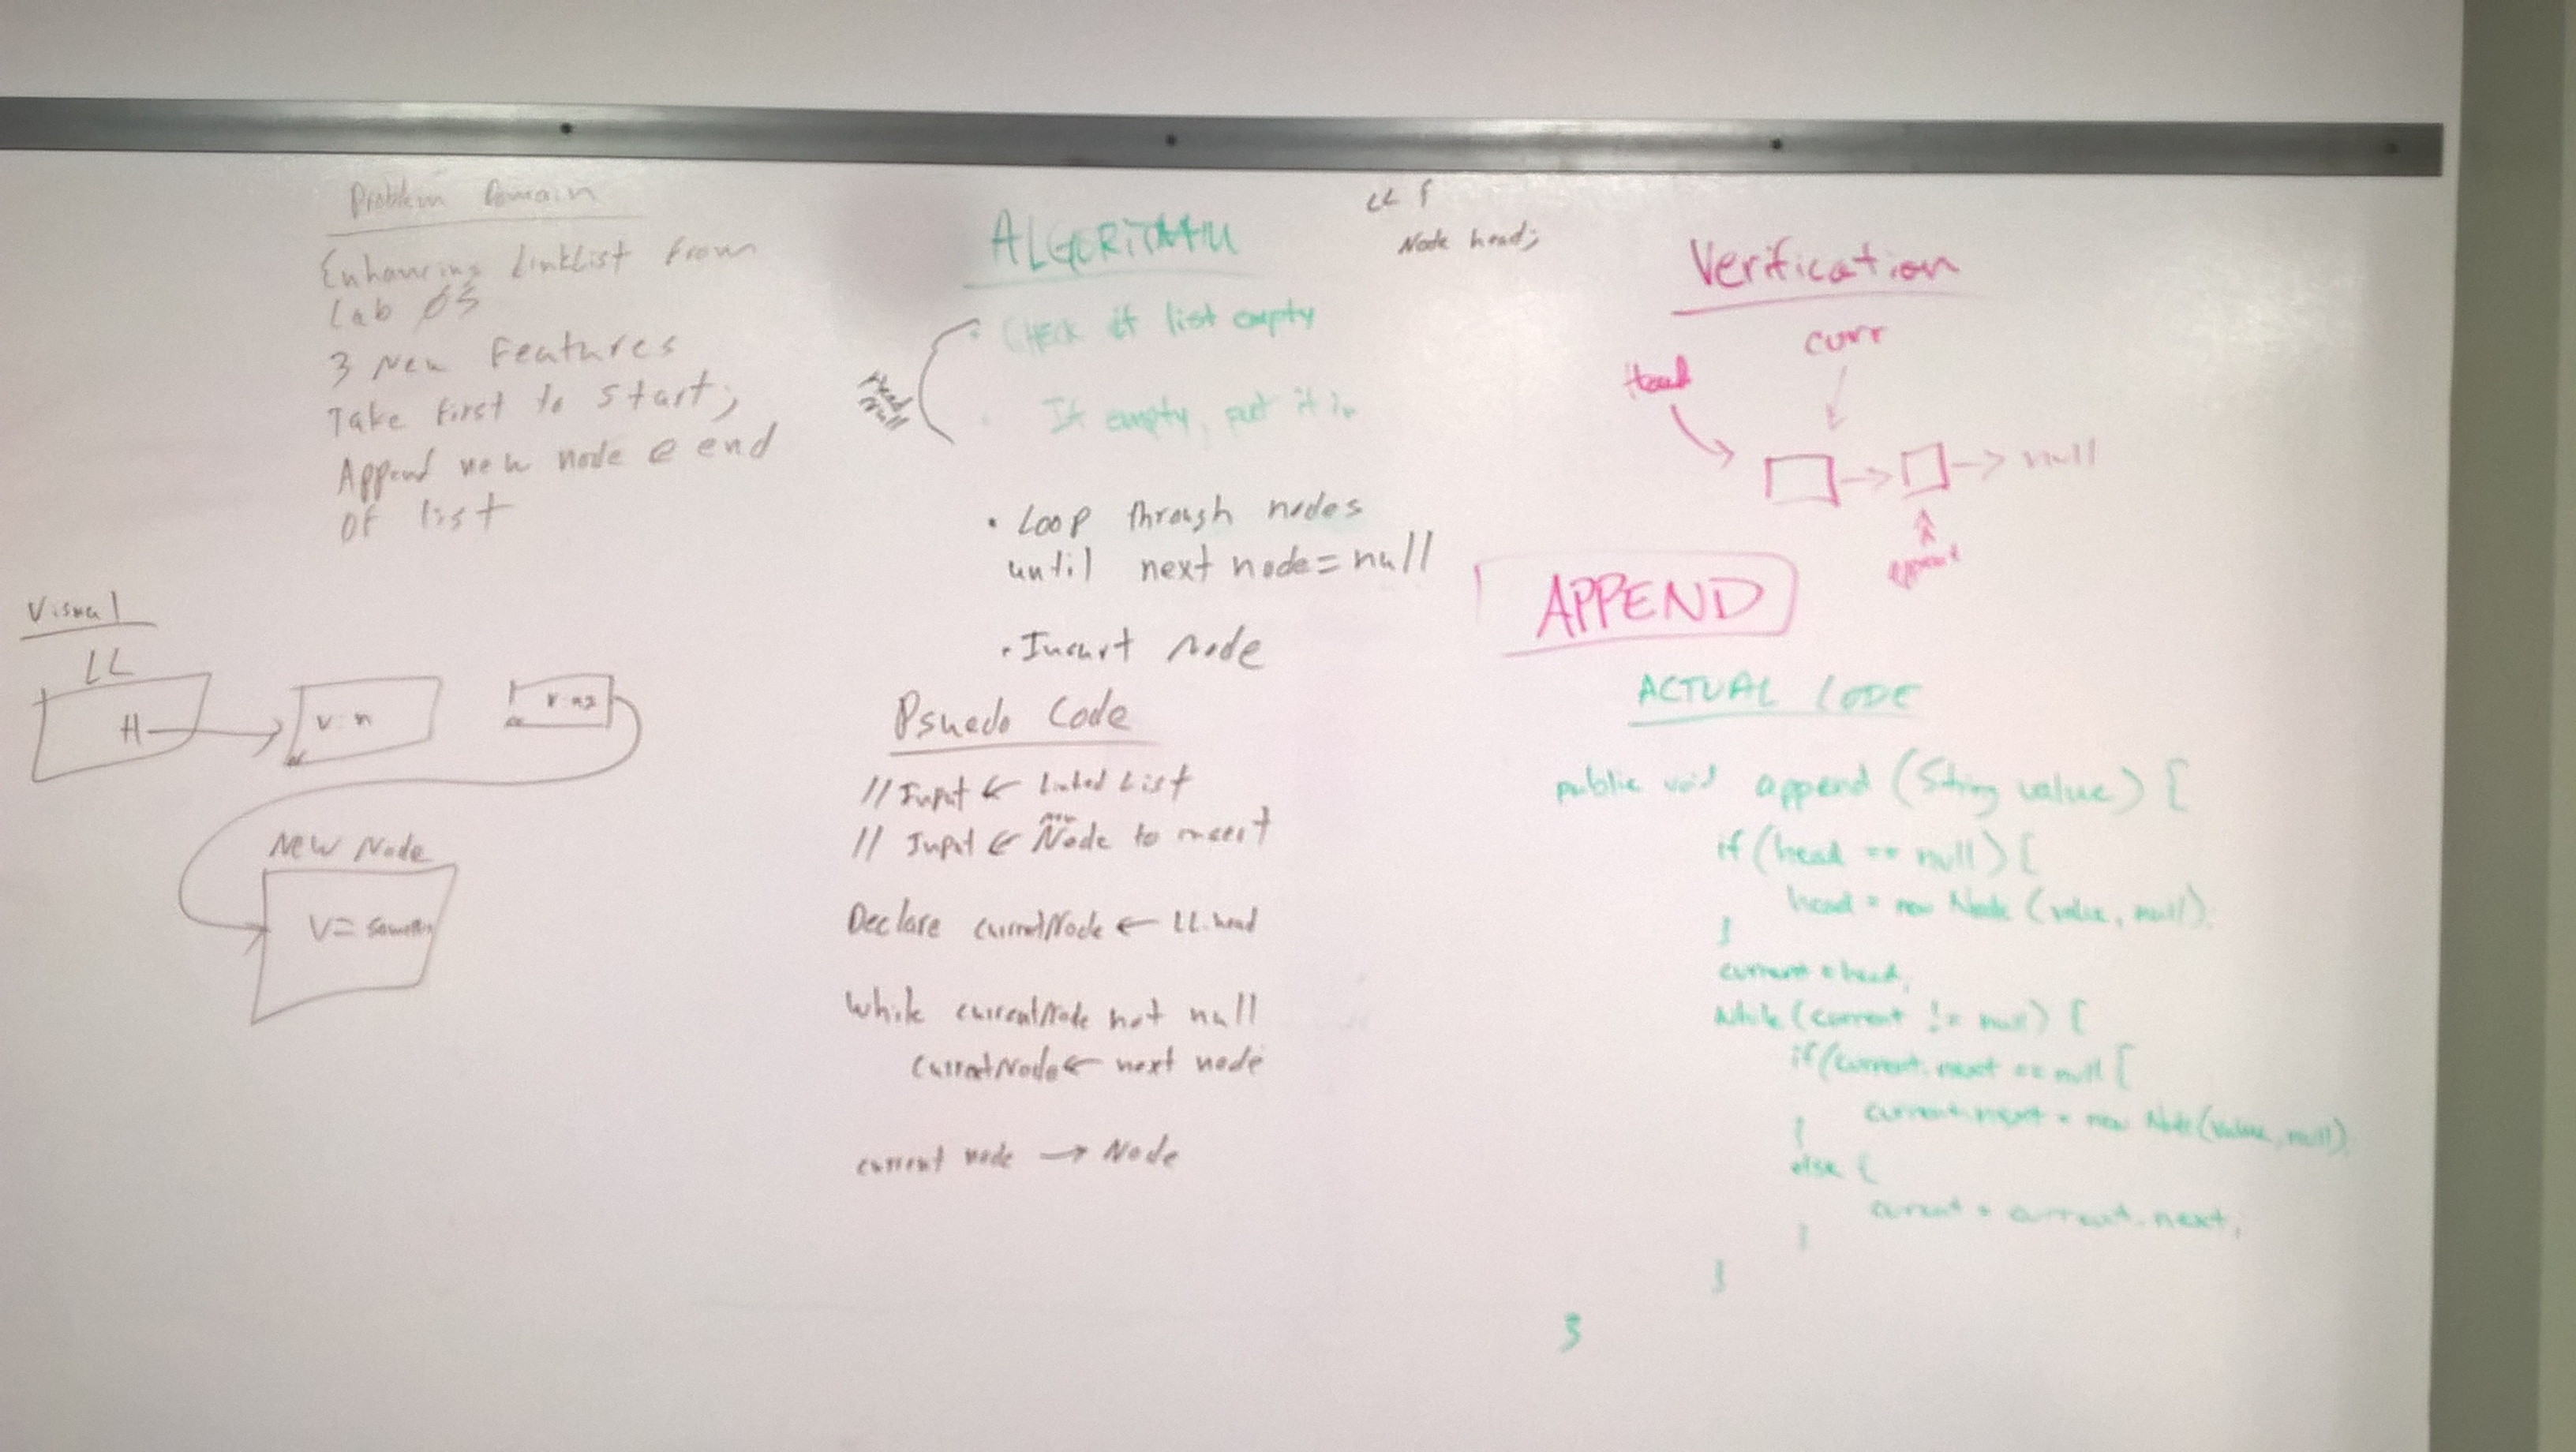 Problem Domain
Enhancing LinkList From
Lab 05
3 New Features
Take First to start;
Append new node @ end
of list
Visual
LL
H
V: n
NEW Node
V=
ALGORITHM
LL {
Node head;
• CHECK if list empty
• If empty, put it in
• Loop through nodes
until next node = null
• Insert Node
Psuedo Code
// Input ← Linked List
// Input ← new Node to insert
Declare currentNode ← LL.head
While currentNode not null
currentNode ← next node
current node → Node
Verification
curr
Head
null
append
APPEND
ACTUAL CODE
public void append (String value) {
if (head == null) {
head = new Node (value, null);
}
current = head;
while (current != null) {
if (current.next == null {
current.next = new Node (value, null)
}
else {
current = current.next;
}
}
}